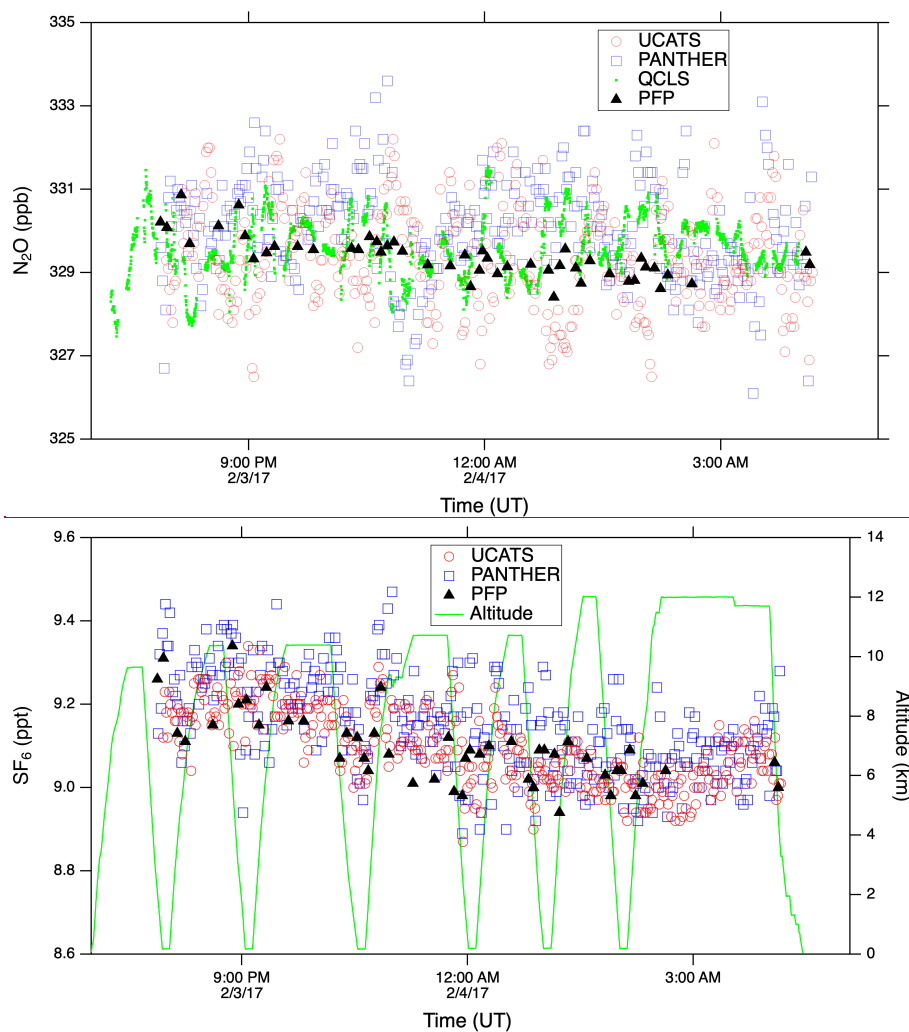 335
333
331
329
327
325
N₂O (ppb)
UCATS
PANTHER
QCLS
PFP
9:00 PM
2/3/17
12:00 AM
2/4/17
3:00 AM
Time (UT)
9.6
9.4
9.2
9.0
8.8
8.6
SF₆ (ppt)
UCATS
PANTHER
PFP
Altitude
14
12
10
8
6
4
2
0
Altitude (km)
9:00 PM
2/3/17
12:00 AM
2/4/17
3:00 AM
Time (UT)